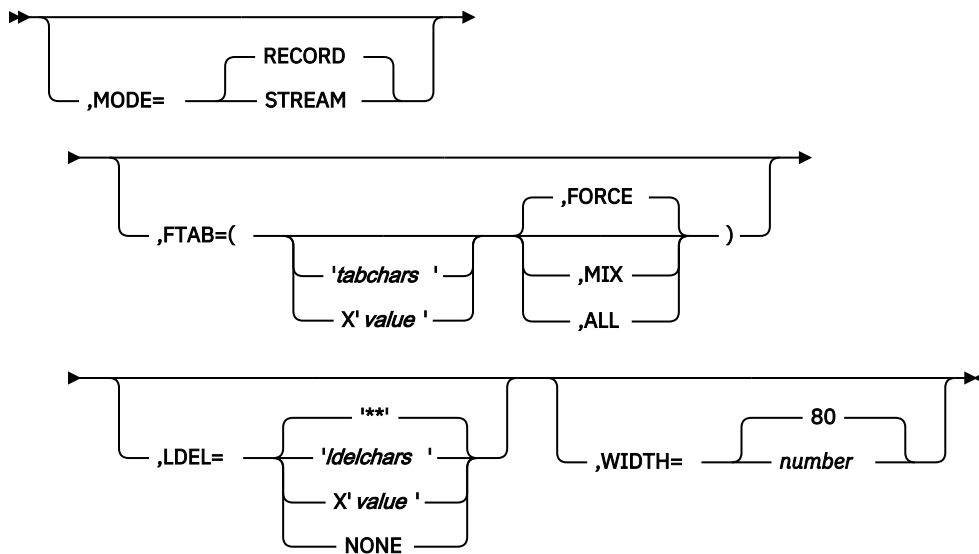 RECORD
,MODE= STREAM
,FORCE
,FTAB=( )
'tabchars ' ,MIX
X' value ' ,ALL
'**' 80
,LDEL= 'ldelchars ' ,WIDTH= number
X' value '
NONE